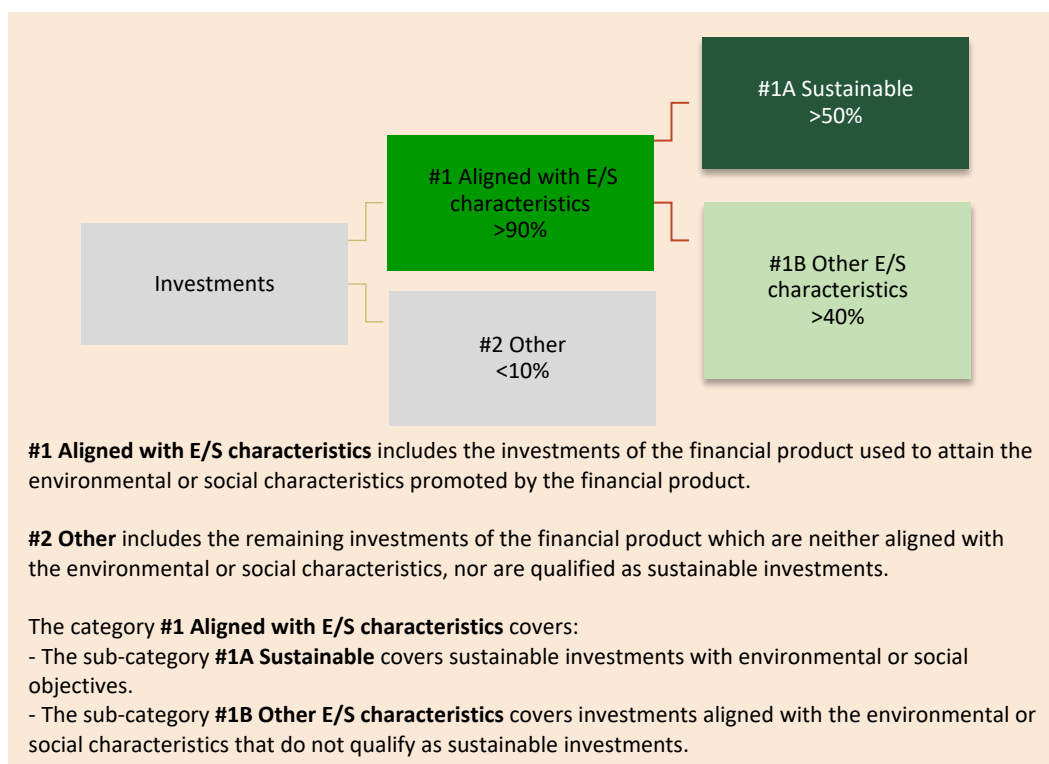 #1A Sustainable
>50%
#1 Aligned with E/S
characteristics
>90%
#1B Other E/S
characteristics
>40%
Investments
#2 Other
<10%
#1 Aligned with E/S characteristics includes the investments of the financial product used to attain the
environmental or social characteristics promoted by the financial product.
#2 Other includes the remaining investments of the financial product which are neither aligned with
the environmental or social characteristics, nor are qualified as sustainable investments.
The category #1 Aligned with E/S characteristics covers:
- The sub-category #1A Sustainable covers sustainable investments with environmental or social
objectives.
- The sub-category #1B Other E/S characteristics covers investments aligned with the environmental or
social characteristics that do not qualify as sustainable investments.